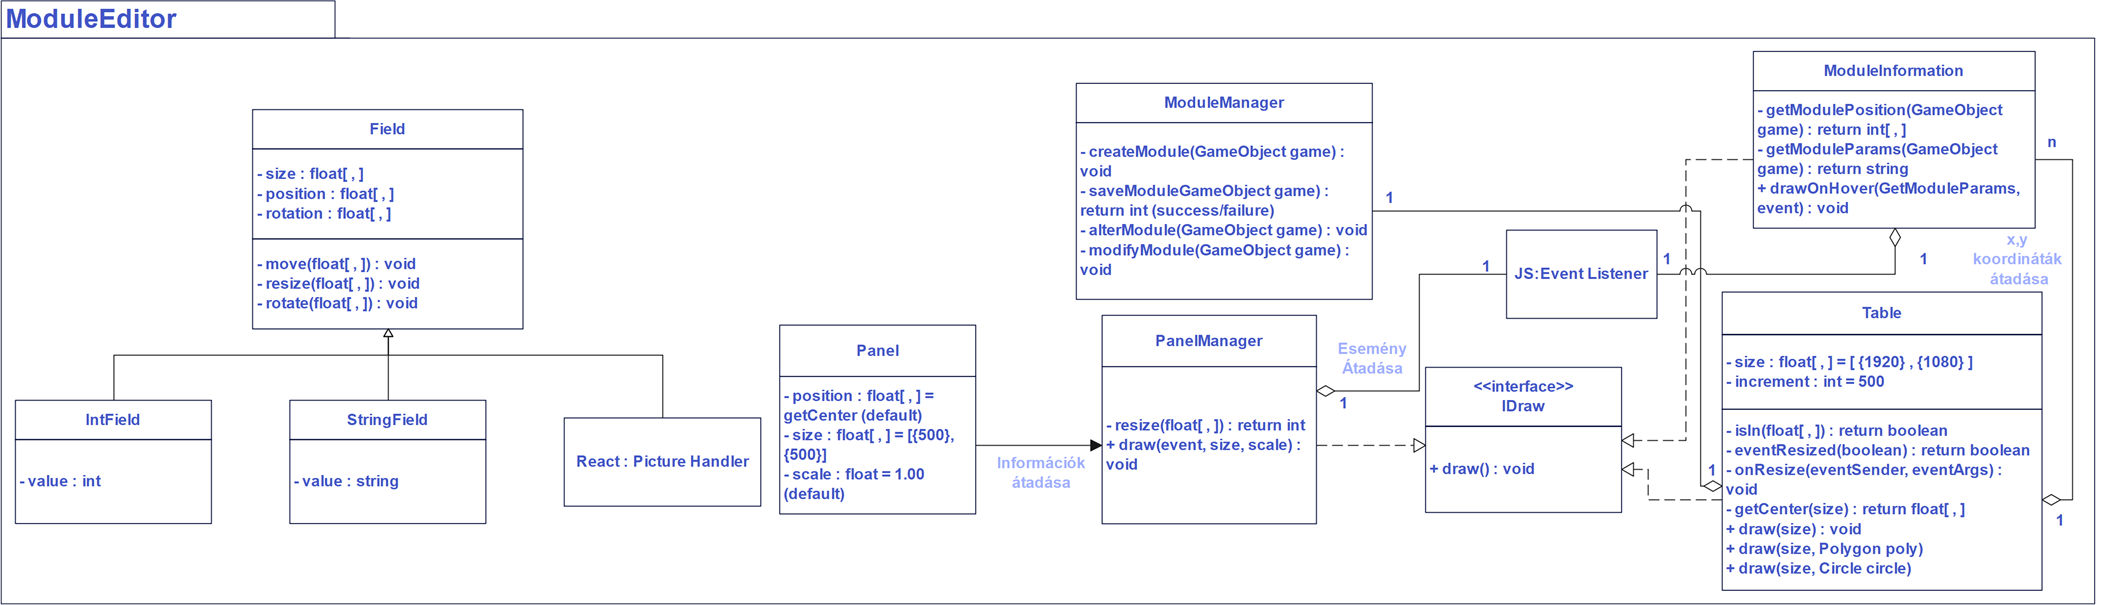 ModuleEditor
Field
- size : float[ , ]
- position : float[ , ]
- rotation : float[ , ]
- move(float[ , ]) : void
- resize(float[ , ]) : void
- rotate(float[ , ]) : void
IntField
- value : int
StringField
- value : string
React : Picture Handler
Panel
- position : float[ , ] =
getCenter (default)
- size : float[ , ] = [{500},
{500}]
- scale : float = 1.00
(default)
Információk
átadása
ModuleManager
- createModule(GameObject game) :
void
- saveModuleGameObject game) :
return int (success/failure)
- alterModule(GameObject game) : void
- modifyModule(GameObject game) :
void
1
PanelManager
- resize(float[ , ]) : return int
+ draw(event, size, scale) :
void
Esemény
Átadása
1
1
JS:Event Listener
1
<<interface>>
IDraw
+ draw() : void
ModuleInformation
- getModulePosition(GameObject
game) : return int[ , ]
- getModuleParams(GameObject
game) : return string
+ drawOnHover(GetModuleParams,
event) : void
n
1
x,y
koordináták
átadása
Table
- size : float[ , ] = [ {1920} , {1080} ]
- increment : int = 500
- isIn(float[ , ]) : return boolean
- eventResized(boolean) : return boolean
- onResize(eventSender, eventArgs) :
void
- getCenter(size) : return float[ , ]
+ draw(size) : void
+ draw(size, Polygon poly)
+ draw(size, Circle circle)
1
1